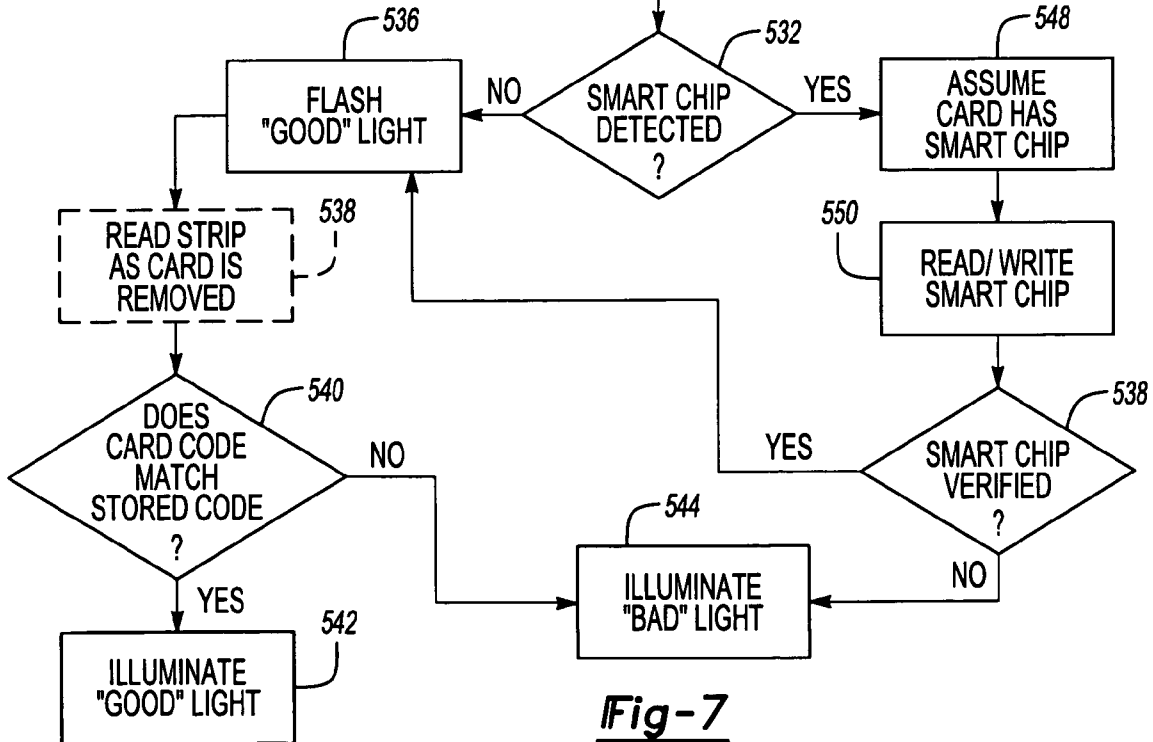 536
FLASH
"GOOD" LIGHT
NO
532
SMART CHIP
DETECTED
?
YES
548
ASSUME
CARD HAS
SMART CHIP
538
READ STRIP
AS CARD IS
REMOVED
550
READ/ WRITE
SMART CHIP
540
DOES
CARD CODE
MATCH
STORED CODE
?
NO
YES
538
SMART CHIP
VERIFIED
?
YES
NO
544
ILLUMINATE
"BAD" LIGHT
542
ILLUMINATE
"GOOD" LIGHT
Fig-7